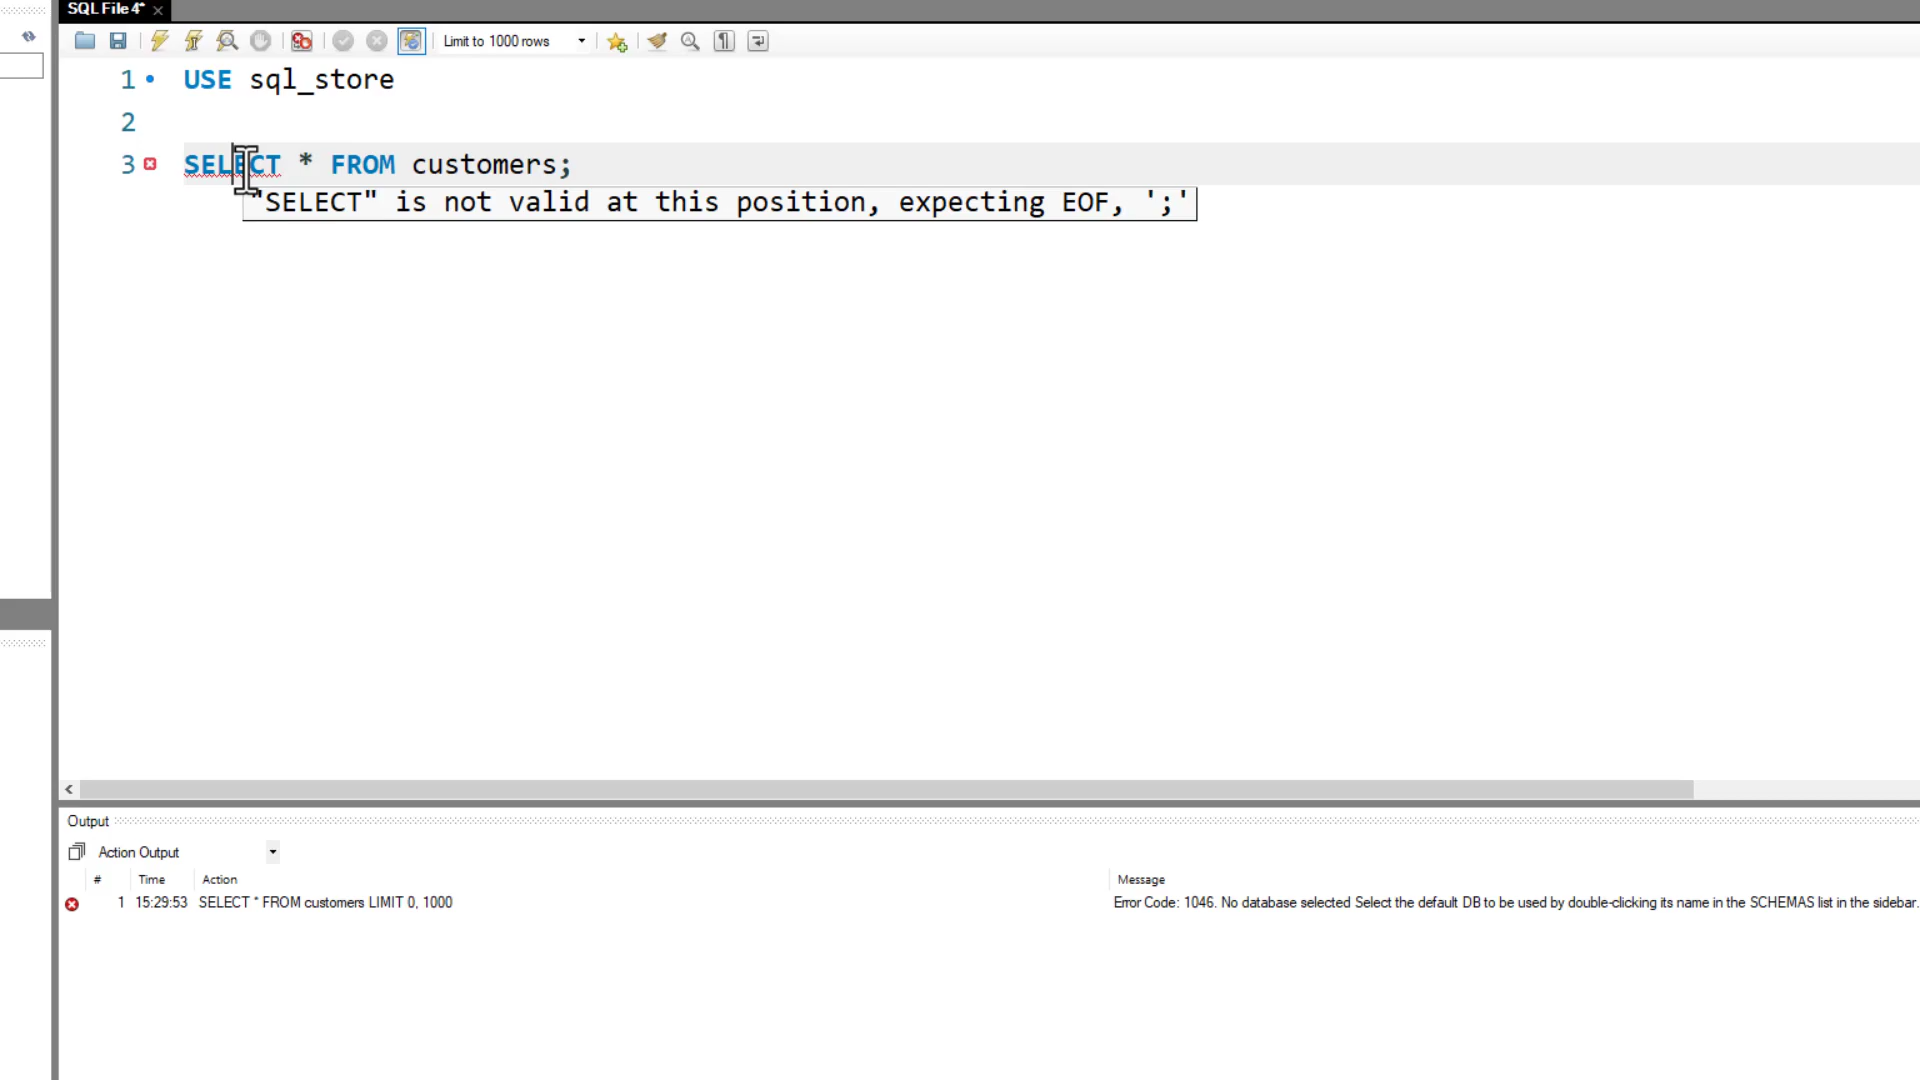 SQL File 4*
Limit to 1000 rows
1 USE sql_store
2
3 SELECT * FROM customers;
"SELECT" is not valid at this position, expecting EOF, ';'
Output
Action Output
# Time Action Message
1 15:29:53 SELECT * FROM customers LIMIT 0, 1000 Error Code: 1046. No database selected Select the default DB to be used by double-clicking its name in the SCHEMAS list in the sidebar.